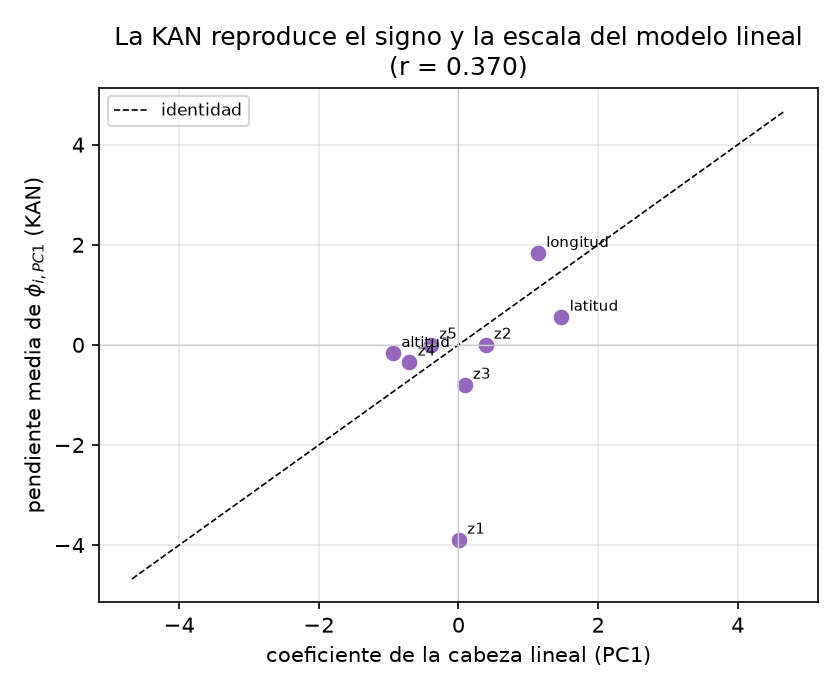 La KAN reproduce el signo y la escala del modelo lineal
(r = 0.370)
identidad
4
2
0
−2
−4
pendiente media de ϕi,PC1 (KAN)
longitud
latitud
z5
altitud
z4
z2
z3
z1
−4
−2
0
2
4
coeficiente de la cabeza lineal (PC1)